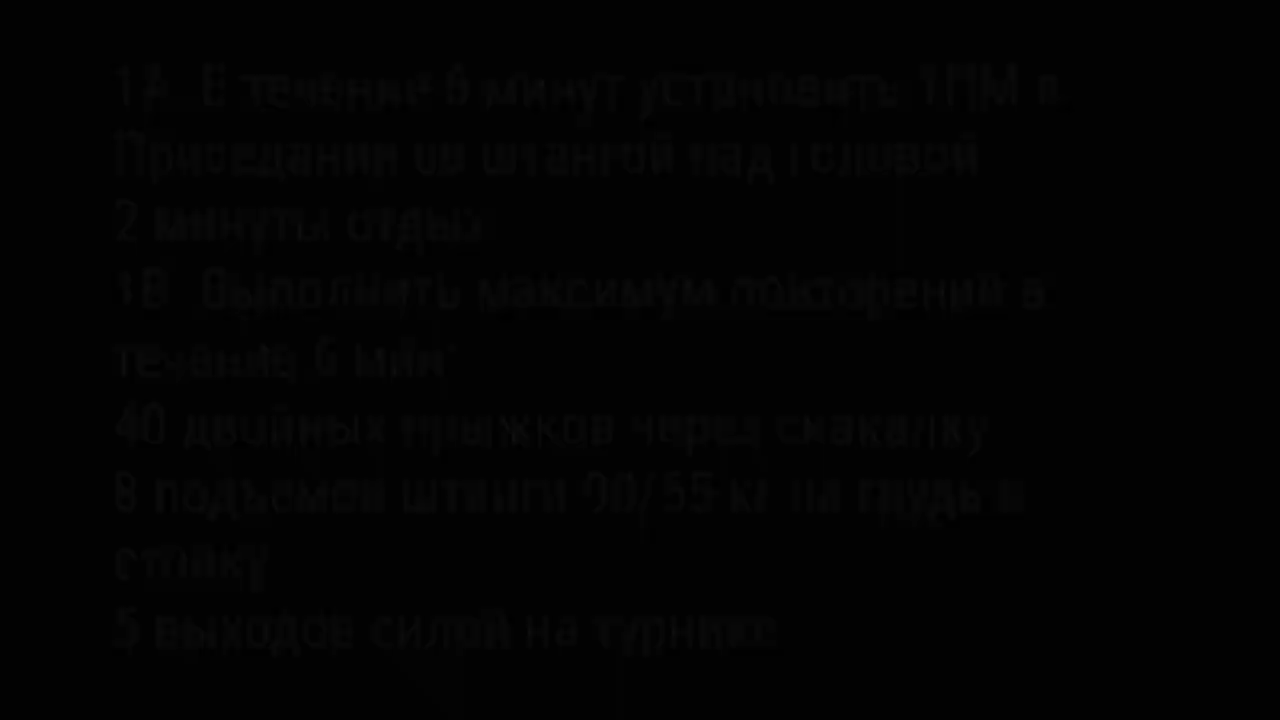 1А. В течение 6 минут установить 1ПМ в
Приседании со штангой над головой
2 минуты отдых
1В. Выполнить максимум повторений в
течение 6 мин:
40 двойных прыжков через скакалку
8 подъемов штанги 90/55 кг на грудь в
стойку
5 выходов силой на турнике